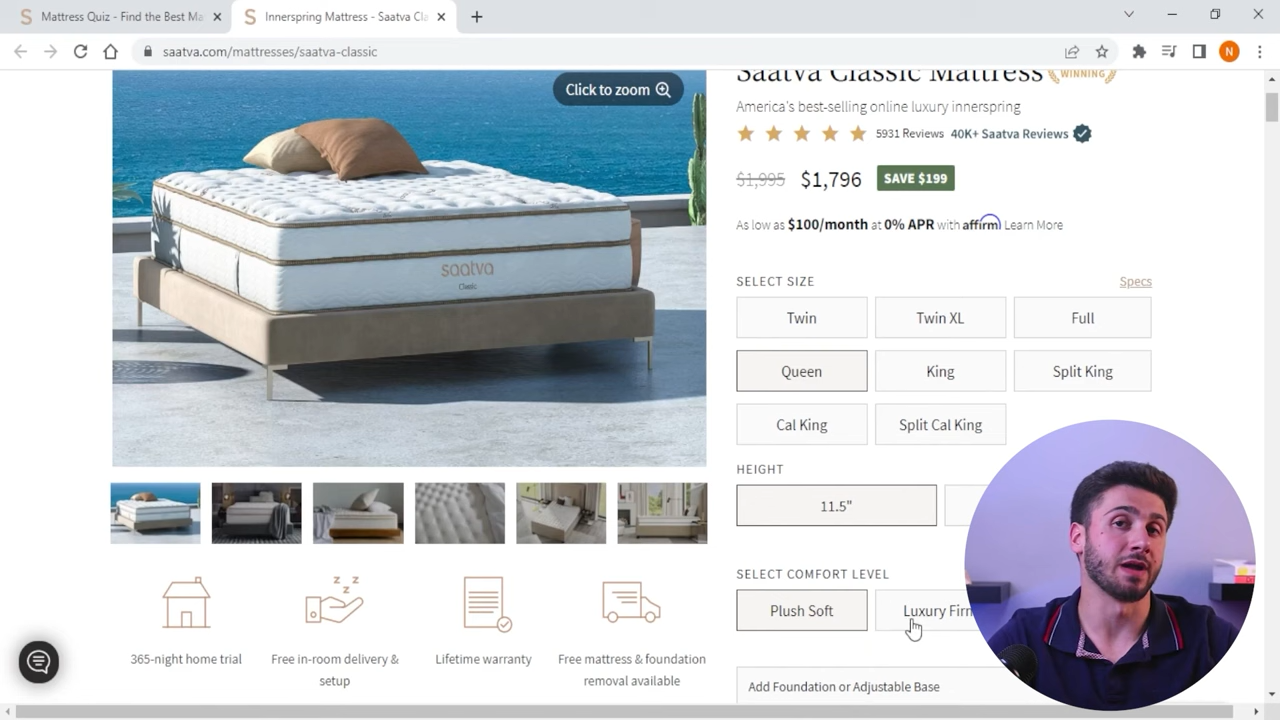 Mattress Quiz - Find the Best Ma
Innerspring Mattress - Saatva Cla
saatva.com/mattresses/saatva-classic
N
Click to zoom
saatva
Classic
Saatva Classic Mattress
WINNING
America's best-selling online luxury innerspring
5931 Reviews 40K+ Saatva Reviews
$1,995 $1,796 SAVE $199
As low as $100/month at 0% APR with affirm Learn More
SELECT SIZE Specs
Twin Twin XL Full
Queen King Split King
Cal King Split Cal King
HEIGHT
11.5"
SELECT COMFORT LEVEL
Plush Soft Luxury Firm
Add Foundation or Adjustable Base
z z z
365-night home trial
Free in-room delivery &
setup
Lifetime warranty
Free mattress & foundation
removal available